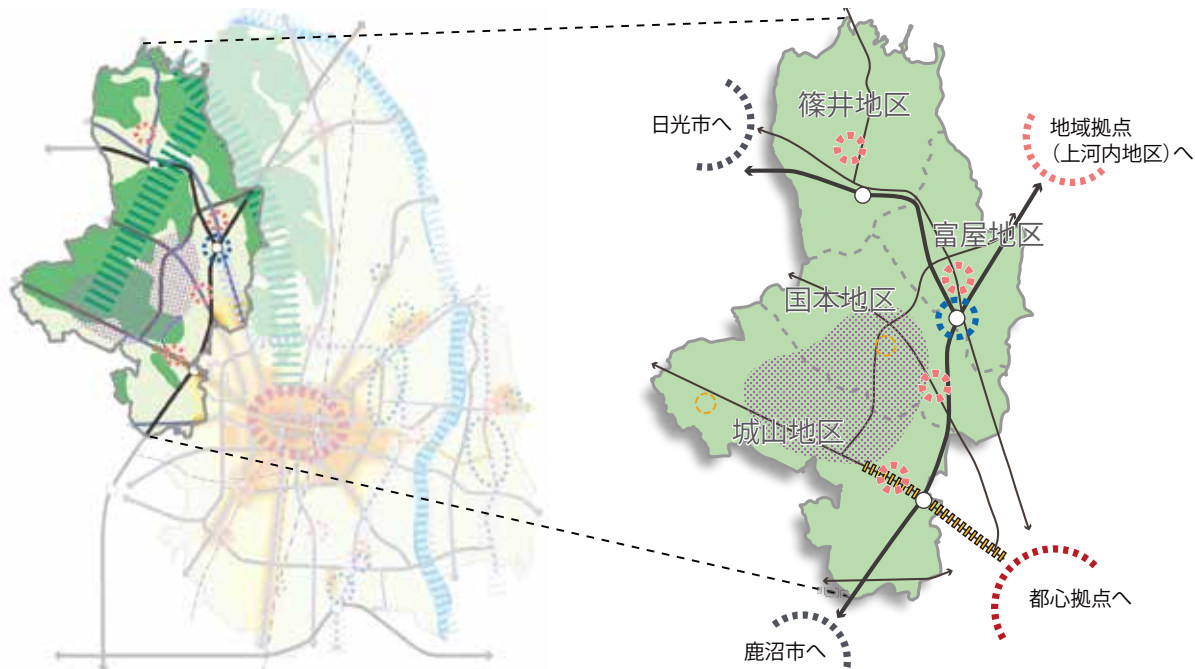 篠井地区
日光市へ
地域拠点
（上河内地区）へ
富屋地区
国本地区
城山地区
都心拠点へ
鹿沼市へ